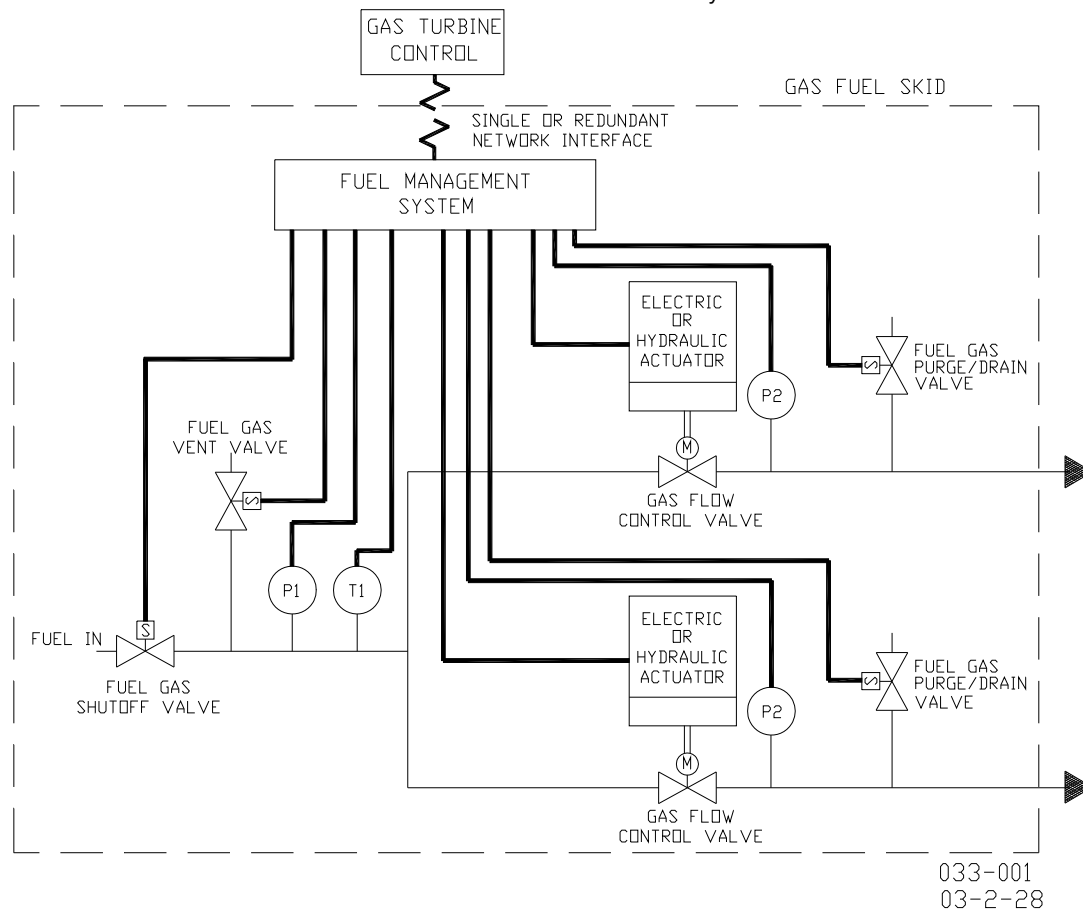 GAS TURBINE
CONTROL
GAS FUEL SKID
SINGLE OR REDUNDANT
NETWORK INTERFACE
FUEL MANAGEMENT
SYSTEM
ELECTRIC
OR
HYDRAULIC
ACTUATOR
P2
S
FUEL GAS
PURGE/DRAIN
VALVE
M
GAS FLOW
CONTROL VALVE
FUEL GAS
VENT VALVE
S
P1
T1
FUEL IN
S
FUEL GAS
SHUTOFF VALVE
ELECTRIC
OR
HYDRAULIC
ACTUATOR
P2
S
FUEL GAS
PURGE/DRAIN
VALVE
M
GAS FLOW
CONTROL VALVE
033-001
03-2-28